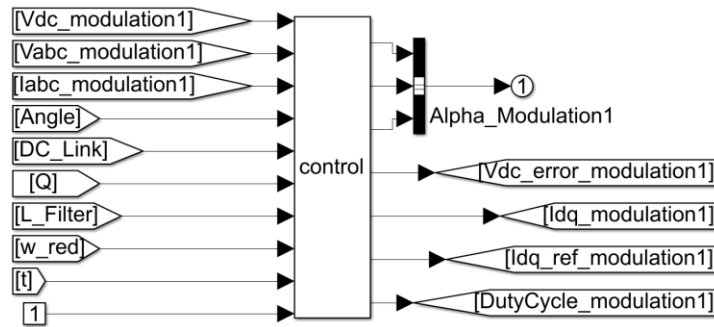 [Vdc_modulation1]
[Vabc_modulation1]
[Iabc_modulation1]
[Angle]
[DC_Link]
[Q]
[L_Filter]
[w_red]
[t]
1
control
1
Alpha_Modulation1
[Vdc_error_modulation1]
[Idq_modulation1]
[Idq_ref_modulation1]
[DutyCycle_modulation1]